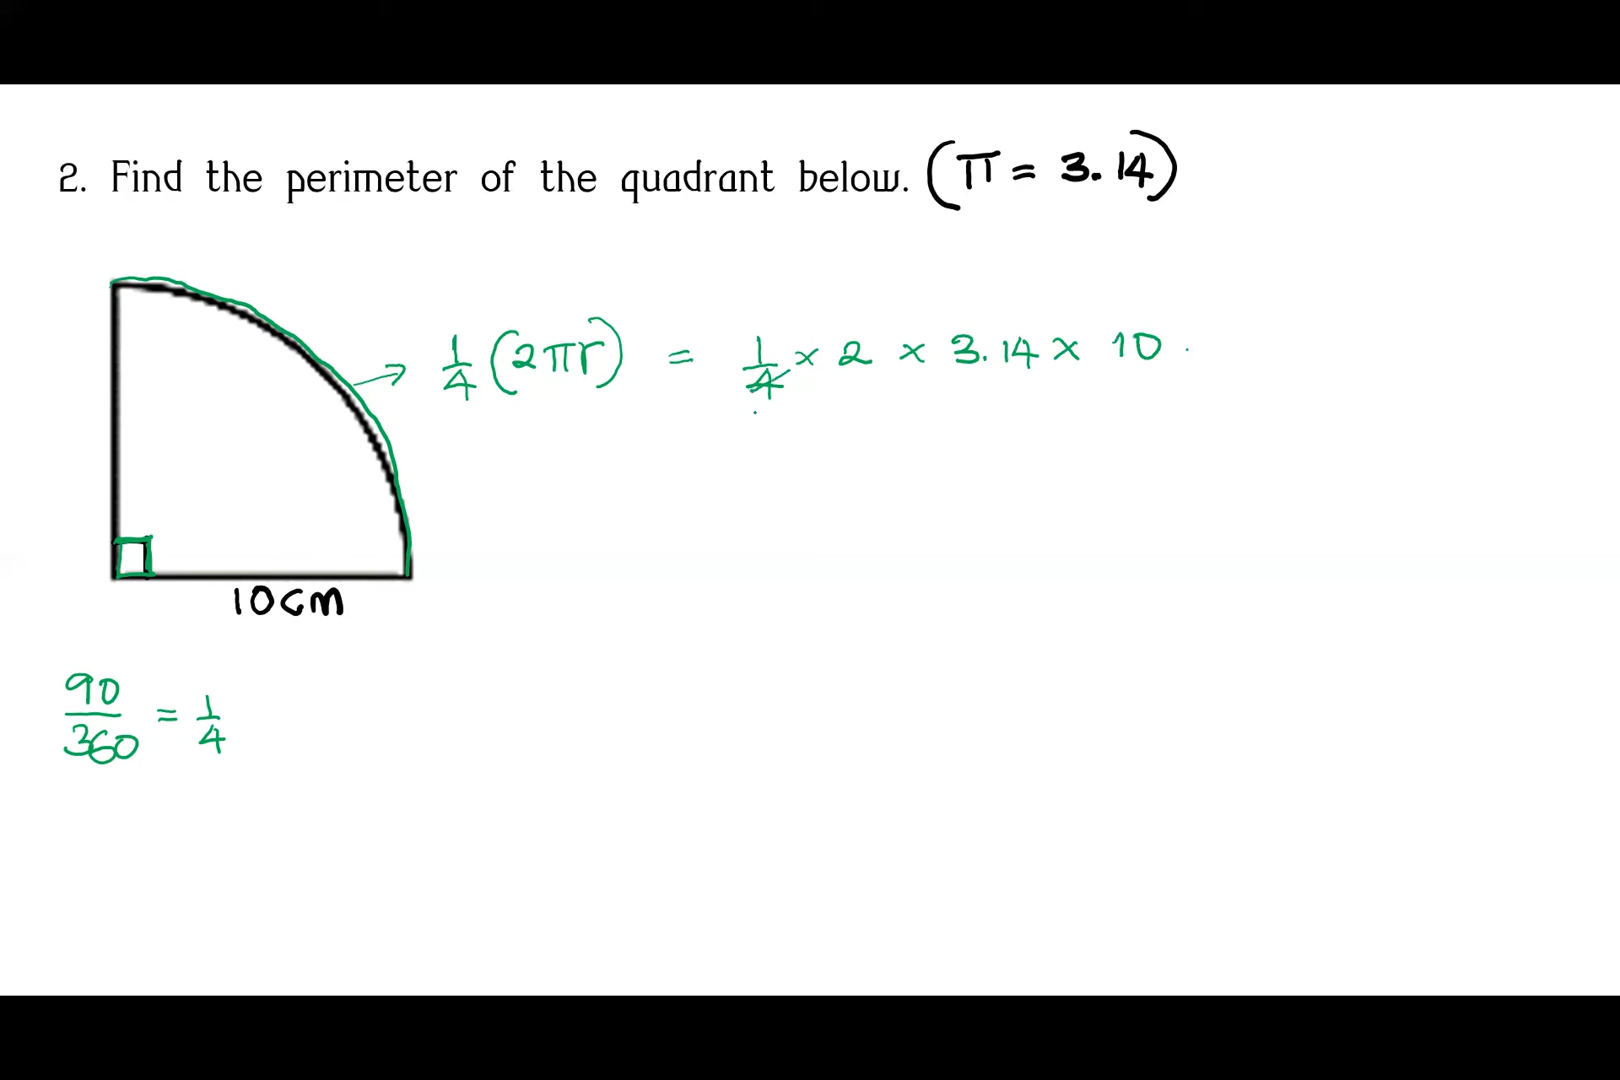 2. Find the perimeter of the quadrant below. (π = 3.14)
1/4 (2πr) = 1/4 × 2 × 3.14 × 10
10cm
90/360 = 1/4